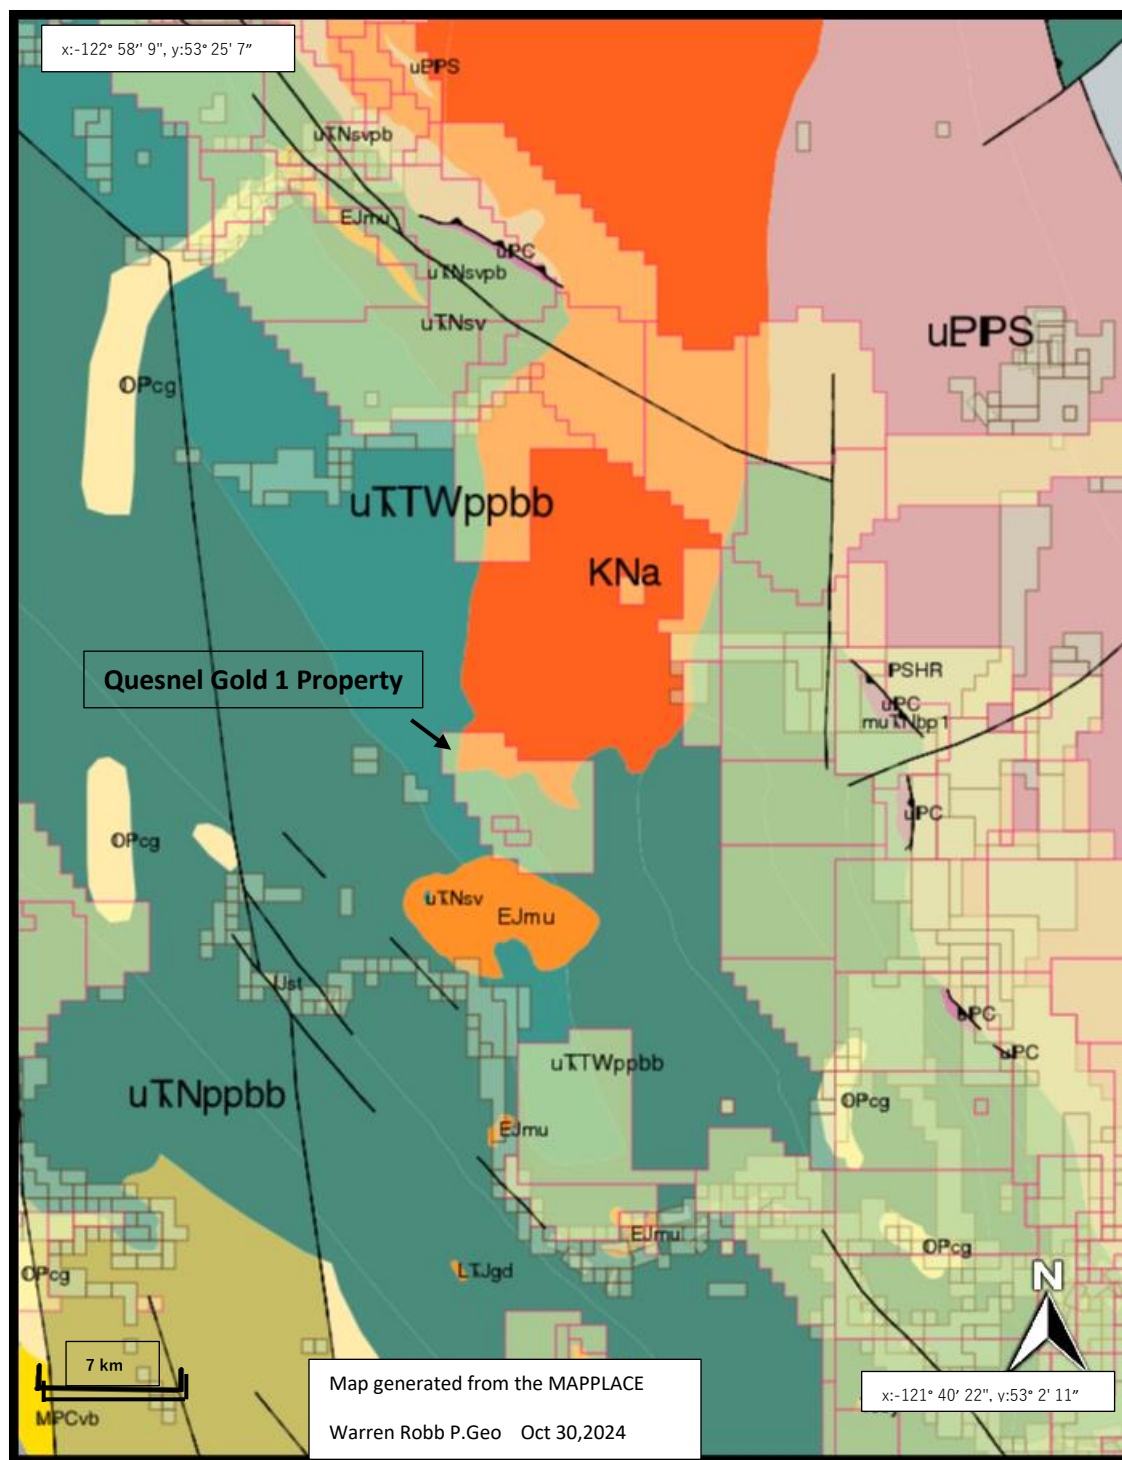 x:-122° 58'' 9", y:53° 25' 7"
uPPS
uTNsvpb
EJmu
uPC
uTNsvpb
uTNsv
uPPS
OPcg
uTTWppbb
KNa
Quesnel Gold 1 Property
PSHR
uPC
muTNbp1
uPC
OPcg
uTNsv
EJmu
Jst
uPC
uPC
uTTWppbb
uTNppbb
OPcg
EJmu
EJmu
OPcg
LTJgd
OPcg
N
7 km
Map generated from the MAPPLACE
x:-121° 40' 22", y:53° 2' 11"
MPCvb
Warren Robb P.Geo Oct 30,2024